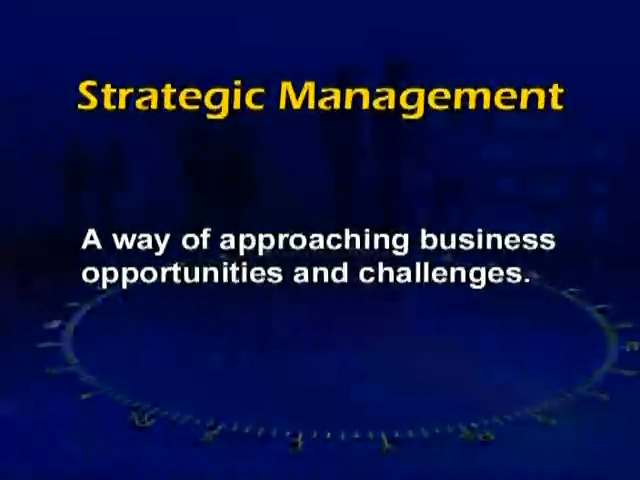 Strategic Management
A way of approaching business
opportunities and challenges.